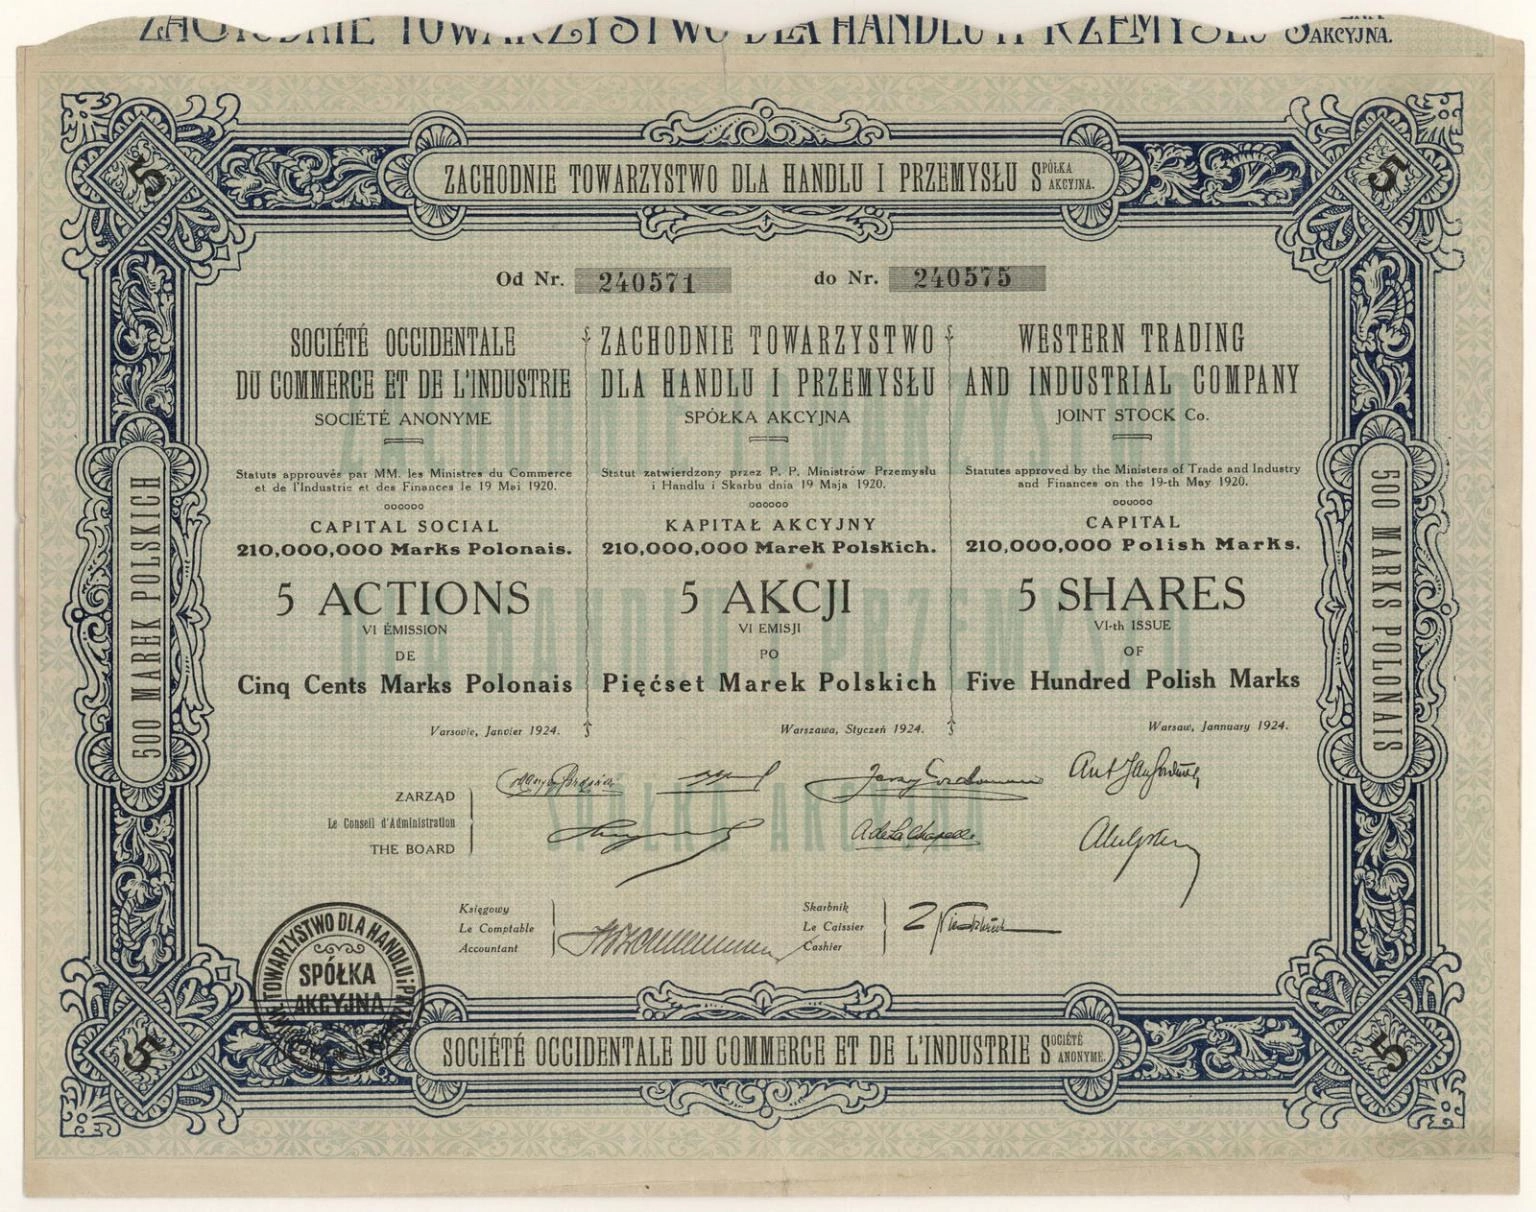 ZACHODNIE TOWARZYSTWO DLA HANDLU I PRZEMYSŁU SPÓŁKA AKCYJNA.
5
5
ZACHODNIE TOWARZYSTWO DLA HANDLU I PRZEMYSŁU SPÓŁKA AKCYJNA.
Od Nr. 240571 do Nr. 240575
SOCIÉTÉ OCCIDENTALE
DU COMMERCE ET DE L'INDUSTRIE
SOCIÉTÉ ANONYME
Statuts approuvés par MM. les Ministres du Commerce
et de l'Industrie et des Finances le 19 Mai 1920.
CAPITAL SOCIAL
210,000,000 Marks Polonais.
5 ACTIONS
VI ÉMISSION
DE
Cinq Cents Marks Polonais
Varsovie, Janvier 1924.
ZACHODNIE TOWARZYSTWO
DLA HANDLU I PRZEMYSŁU
SPÓŁKA AKCYJNA
Statut zatwierdzony przez P. P. Ministrów Przemysłu
i Handlu i Skarbu dnia 19 Maja 1920.
KAPITAŁ AKCYJNY
210,000,000 Marek Polskich.
5 AKCJI
VI EMISJI
PO
Pięćset Marek Polskich
Warszawa, Styczeń 1924.
WESTERN TRADING
AND INDUSTRIAL COMPANY
JOINT STOCK Co.
Statutes approved by the Ministers of Trade and Industry
and Finances on the 19-th May 1920.
CAPITAL
210,000,000 Polish Marks.
5 SHARES
VI-th ISSUE
OF
Five Hundred Polish Marks
Warsaw, Jannuary 1924.
500 MAREK POLSKICH
500 MARKS POLONAIS
ZARZĄD
Le Conseil d'Administration
THE BOARD
A de La Chapelle
Księgowy
Le Comptable
Accountant
Skarbnik
Le Caissier
Cashier
TOWARZYSTWO DLA HANDLU i
SPÓŁKA
AKCYJNA
5
5
SOCIÉTÉ OCCIDENTALE DU COMMERCE ET DE L'INDUSTRIE SOCIÉTÉ ANONYME.